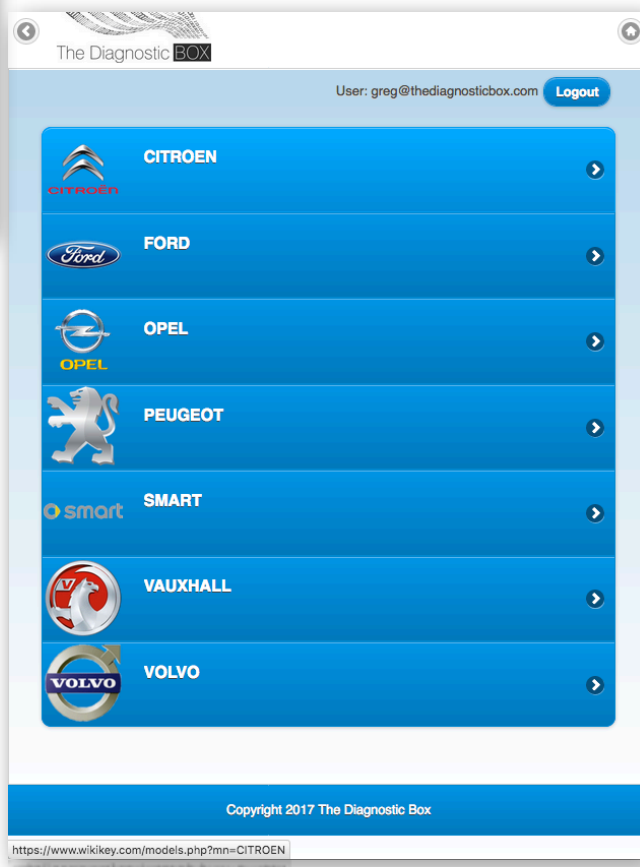 The Diagnostic BOX
User: greg@thediagnosticbox.com Logout
CITROËN
CITROEN
Ford
FORD
OPEL
OPEL
PEUGEOT
smart
SMART
V
VAUXHALL
VOLVO
VOLVO
Copyright 2017 The Diagnostic Box
https://www.wikikey.com/models.php?mn=CITROEN